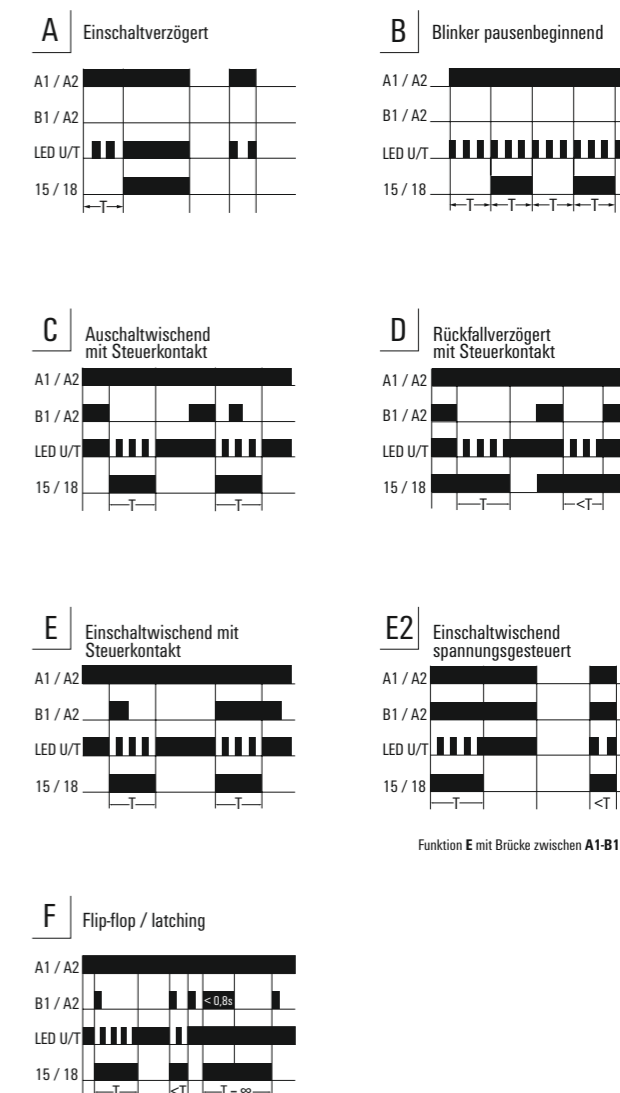 A
Einschaltverzögert
A1 / A2
B1 / A2
LED U/T
15 / 18
T
B
Blinker pausenbeginnend
A1 / A2
B1 / A2
LED U/T
15 / 18
T T T T
C
Auschaltwischend
mit Steuerkontakt
A1 / A2
B1 / A2
LED U/T
15 / 18
T T
D
Rückfallverzögert
mit Steuerkontakt
A1 / A2
B1 / A2
LED U/T
15 / 18
T <T
E
Einschaltwischend mit
Steuerkontakt
A1 / A2
B1 / A2
LED U/T
15 / 18
T T
E2
Einschaltwischend
spannungsgesteuert
A1 / A2
B1 / A2
LED U/T
15 / 18
T <T
Funktion E mit Brücke zwischen A1-B1
F
Flip-flop / latching
A1 / A2
B1 / A2
< 0,8s
LED U/T
15 / 18
T <T T = ∞